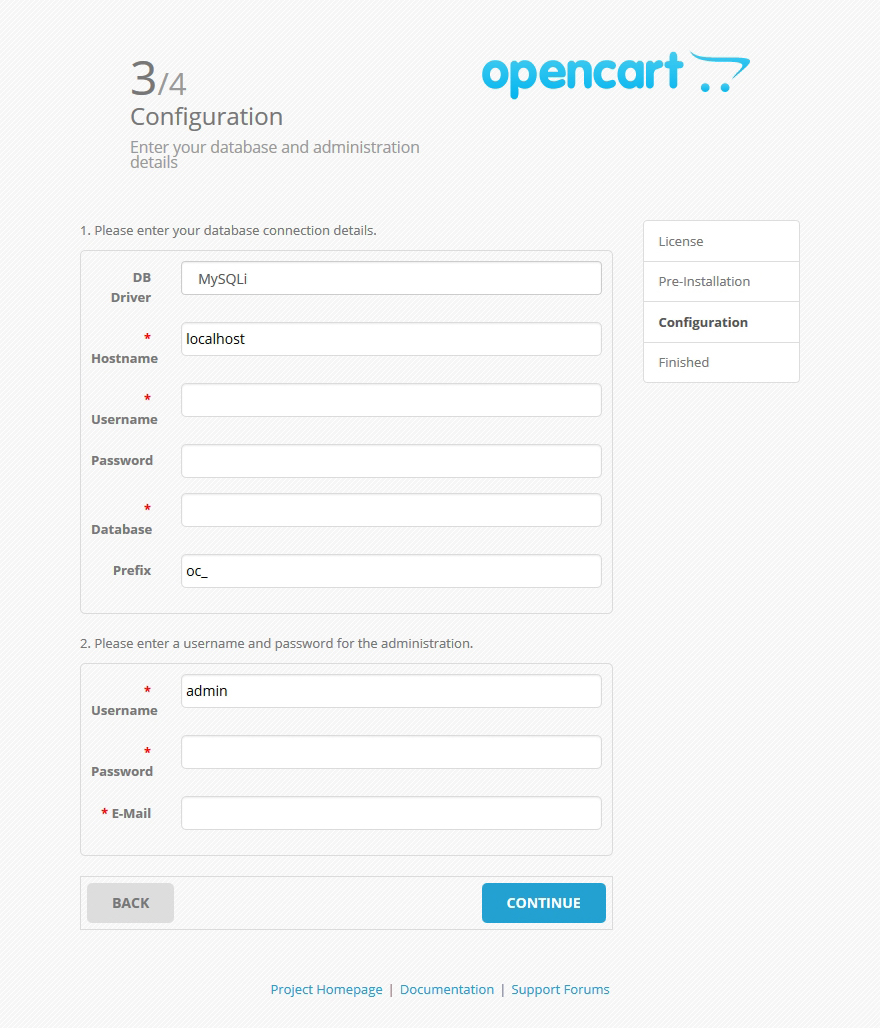 3/4
opencart
Configuration
Enter your database and administration
details
1. Please enter your database connection details.
License
Pre-Installation
Configuration
Finished
DB
Driver
MySQLi
*
Hostname
localhost
*
Username
Password
*
Database
Prefix
oc_
2. Please enter a username and password for the administration.
*
Username
admin
*
Password
* E-Mail
BACK
CONTINUE
Project Homepage | Documentation | Support Forums